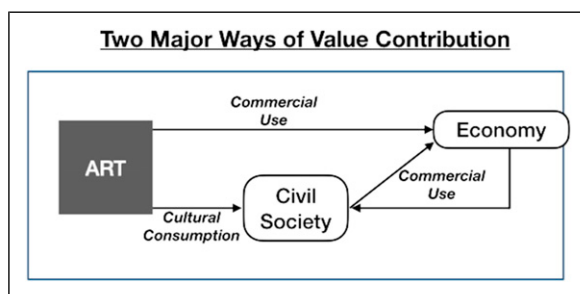 Two Major Ways of Value Contribution
Commercial
Use
Economy
ART
Commercial
Use
Civil
Society
Cultural
Consumption